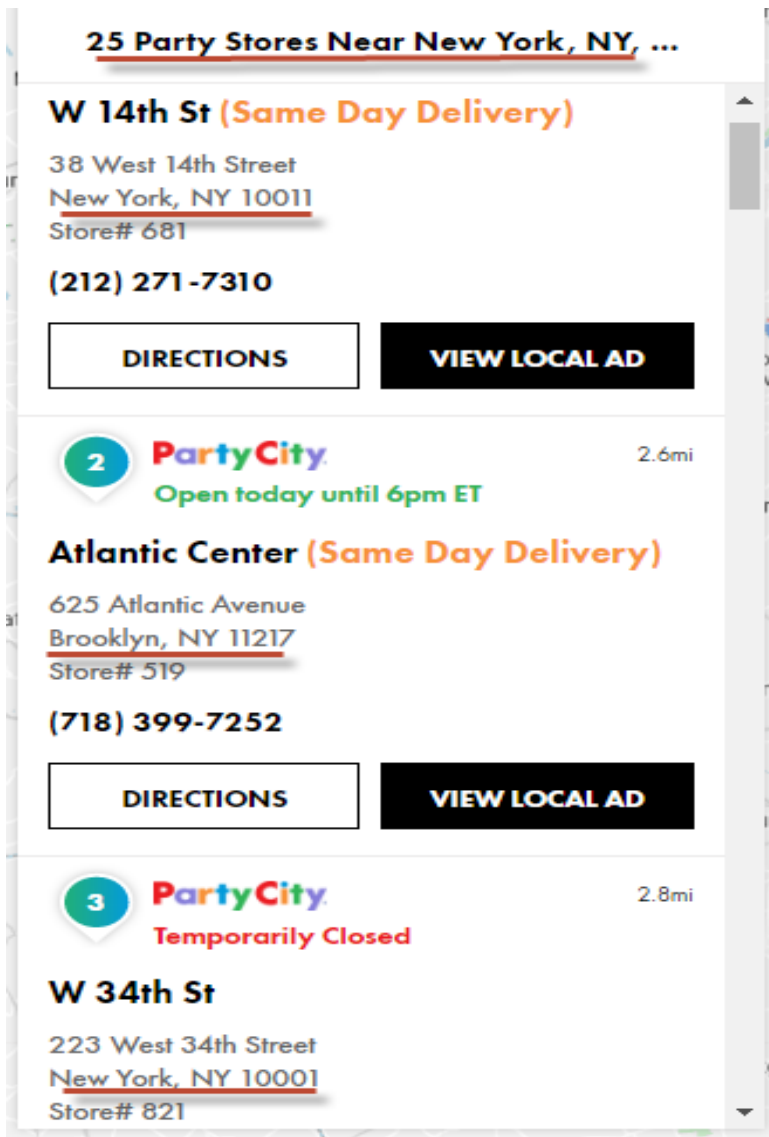 25 Party Stores Near New York, NY, ...
W 14th St (Same Day Delivery)
38 West 14th Street
New York, NY 10011
Store# 681
(212) 271-7310
DIRECTIONS VIEW LOCAL AD
2 PartyCity 2.6mi
Open today until 6pm ET
Atlantic Center (Same Day Delivery)
625 Atlantic Avenue
Brooklyn, NY 11217
Store# 519
(718) 399-7252
DIRECTIONS VIEW LOCAL AD
3 PartyCity 2.8mi
Temporarily Closed
W 34th St
223 West 34th Street
New York, NY 10001
Store# 821